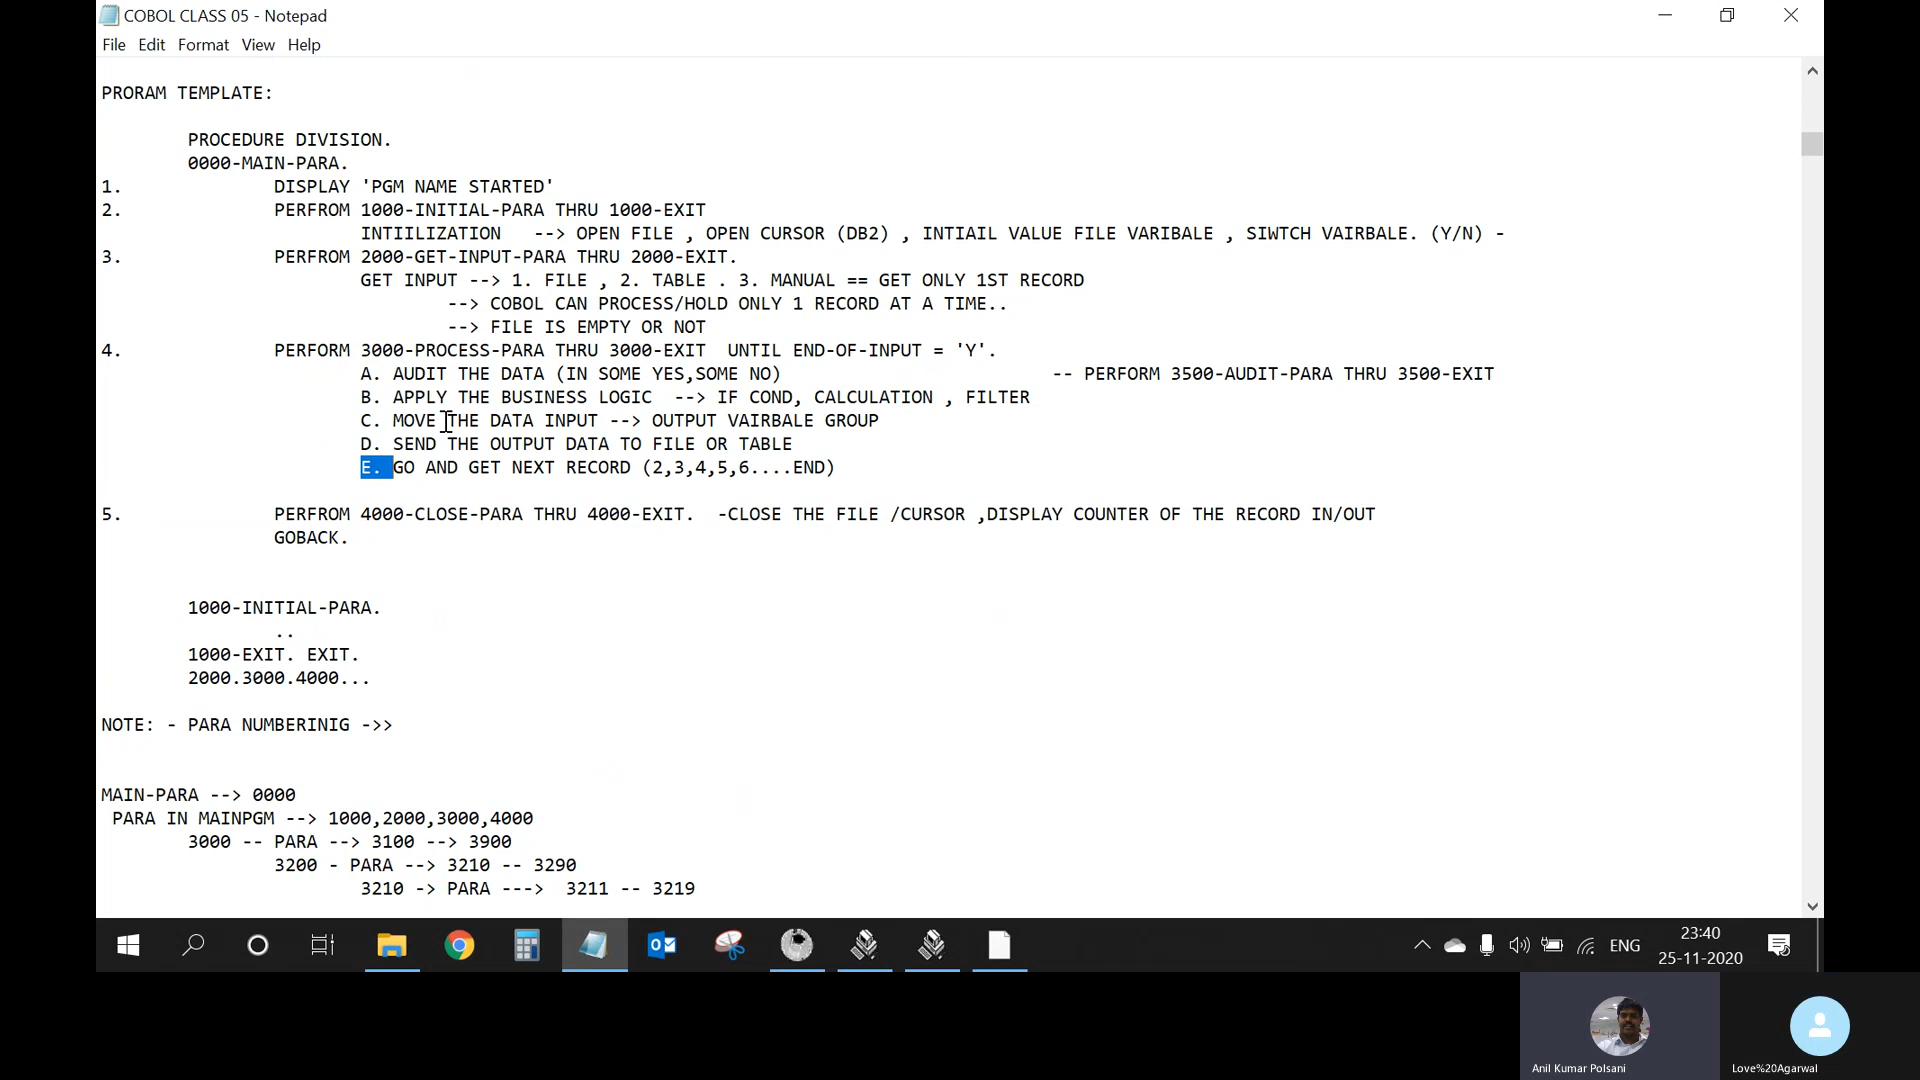 COBOL CLASS 05 - Notepad
File Edit Format View Help
PRORAM TEMPLATE:
PROCEDURE DIVISION.
0000-MAIN-PARA.
1. DISPLAY 'PGM NAME STARTED'
2. PERFROM 1000-INITIAL-PARA THRU 1000-EXIT
INTIILIZATION --> OPEN FILE , OPEN CURSOR (DB2) , INTIAIL VALUE FILE VARIBALE , SIWTCH VAIRBALE. (Y/N) -
3. PERFROM 2000-GET-INPUT-PARA THRU 2000-EXIT.
GET INPUT --> 1. FILE , 2. TABLE . 3. MANUAL == GET ONLY 1ST RECORD
--> COBOL CAN PROCESS/HOLD ONLY 1 RECORD AT A TIME..
--> FILE IS EMPTY OR NOT
4. PERFORM 3000-PROCESS-PARA THRU 3000-EXIT UNTIL END-OF-INPUT = 'Y'.
A. AUDIT THE DATA (IN SOME YES,SOME NO) -- PERFORM 3500-AUDIT-PARA THRU 3500-EXIT
B. APPLY THE BUSINESS LOGIC --> IF COND, CALCULATION , FILTER
C. MOVE THE DATA INPUT --> OUTPUT VAIRBALE GROUP
D. SEND THE OUTPUT DATA TO FILE OR TABLE
E. GO AND GET NEXT RECORD (2,3,4,5,6....END)
5. PERFROM 4000-CLOSE-PARA THRU 4000-EXIT. -CLOSE THE FILE /CURSOR ,DISPLAY COUNTER OF THE RECORD IN/OUT
GOBACK.
1000-INITIAL-PARA.
..
1000-EXIT. EXIT.
2000.3000.4000...
NOTE: - PARA NUMBERINIG ->>
MAIN-PARA --> 0000
PARA IN MAINPGM --> 1000,2000,3000,4000
3000 -- PARA --> 3100 --> 3900
3200 - PARA --> 3210 -- 3290
3210 -> PARA ---> 3211 -- 3219
ENG
23:40
25-11-2020
Anil Kumar Polsani
Love%20Agarwal